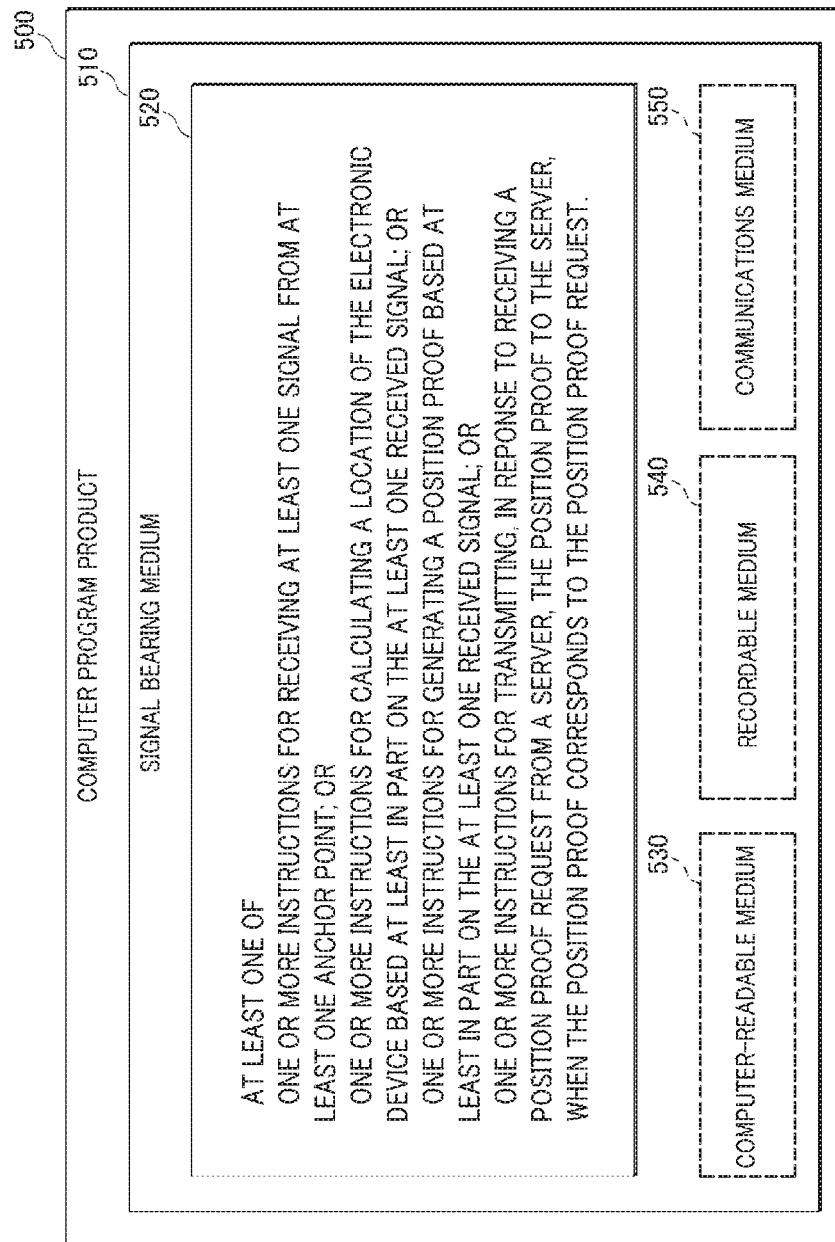 500
COMPUTER PROGRAM PRODUCT
510
SIGNAL BEARING MEDIUM
520
AT LEAST ONE OF
ONE OR MORE INSTRUCTIONS FOR RECEIVING AT LEAST ONE SIGNAL FROM AT
LEAST ONE ANCHOR POINT; OR
ONE OR MORE INSTRUCTIONS FOR CALCULATING A LOCATION OF THE ELECTRONIC
DEVICE BASED AT LEAST IN PART ON THE AT LEAST ONE RECEIVED SIGNAL; OR
ONE OR MORE INSTRUCTIONS FOR GENERATING A POSITION PROOF BASED AT
LEAST IN PART ON THE AT LEAST ONE RECEIVED SIGNAL; OR
ONE OR MORE INSTRUCTIONS FOR TRANSMITTING, IN REPONSE TO RECEIVING A
POSITION PROOF REQUEST FROM A SERVER, THE POSITION PROOF TO THE SERVER,
WHEN THE POSITION PROOF CORRESPONDS TO THE POSITION PROOF REQUEST.
530
COMPUTER-READABLE MEDIUM
540
RECORDABLE MEDIUM
550
COMMUNICATIONS MEDIUM